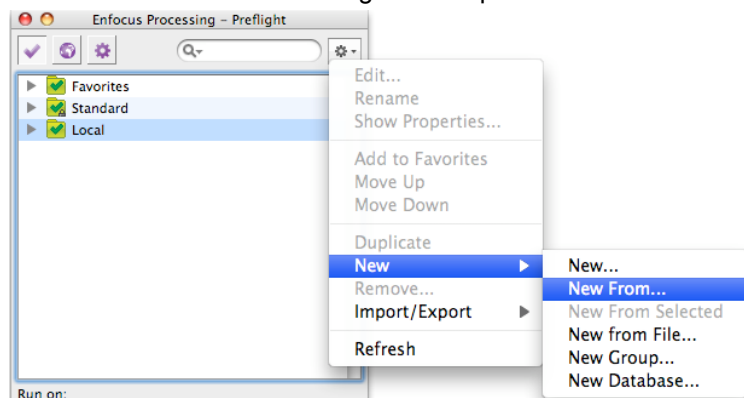 Enfocus Processing - Preflight
Favorites
Standard
Local
Run on:
Edit...
Rename
Show Properties...
Add to Favorites
Move Up
Move Down
Duplicate
New
Remove...
Import/Export
Refresh
New...
New From...
New From Selected
New from File...
New Group...
New Database...